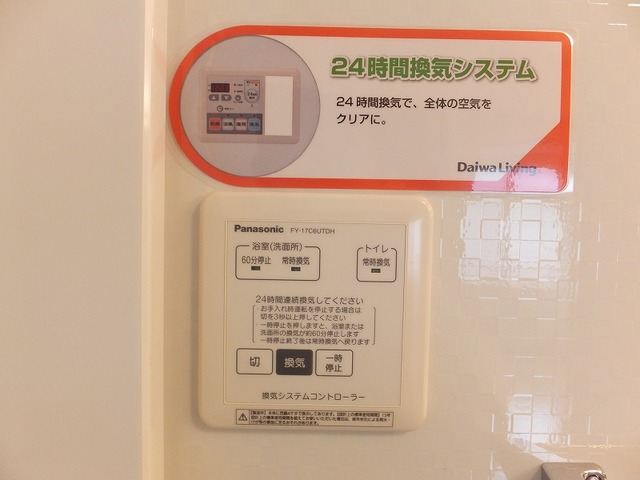 24時間換気システム
24時間換気で、全体の空気を
クリアに。
DaiwaLiving
Panasonic FY-17C6UTDH
浴室(洗面所)
60分停止 常時換気
トイレ
常時換気
24時間連続換気してください
お手入れ時運転を停止する場合は
切を3秒以上押してください
一時停止を押しますと、浴室または
洗面所の換気が約60分停止します
一時停止終了後は常時換気へ戻ります
切 換気 一時停止
換気システムコントローラー